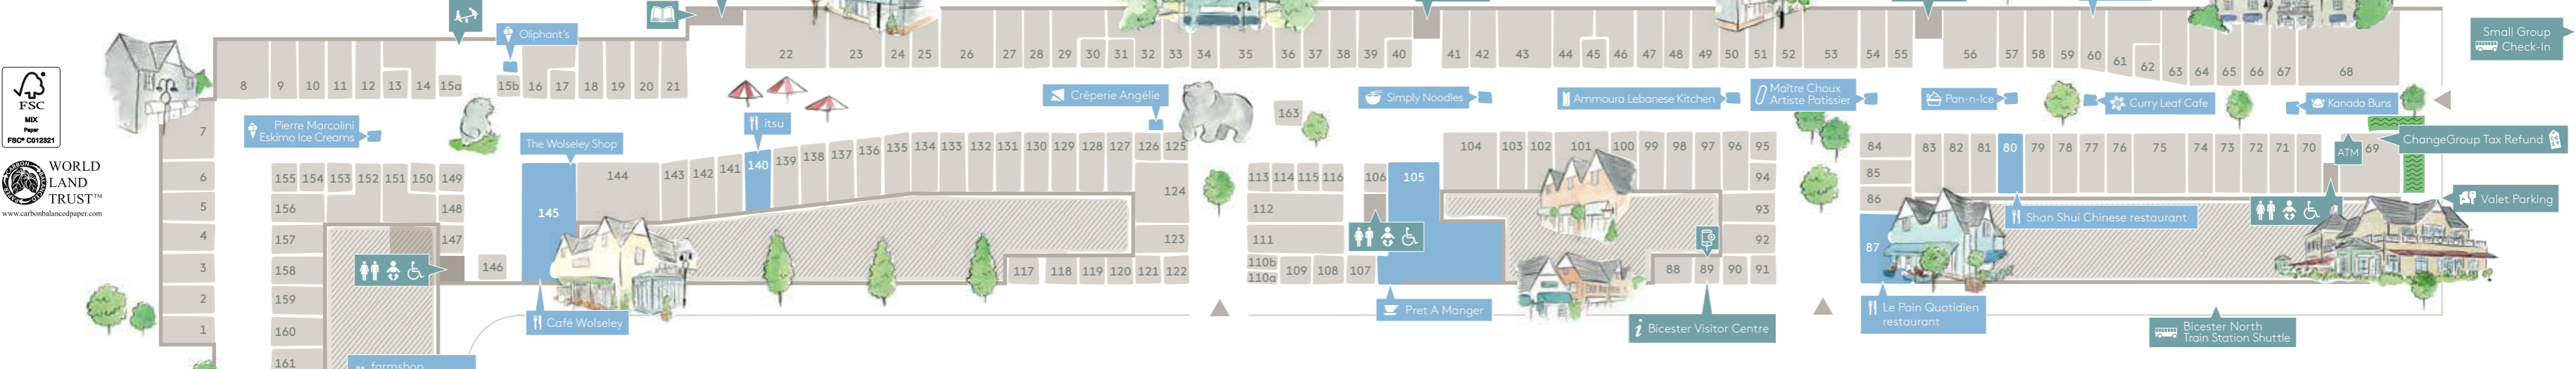 Oliphant's
Small Group
Check-In
22 23 24 25 26 27 28 29 30 31 32 33 34 35 36 37 38 39 40 41 42 43 44 45 46 47 48 49 50 51 52 53 54 55 56 57 58 59 60 61 62 63 64 65 66 67 68
8 9 10 11 12 13 14 15a 15b 16 17 18 19 20 21
FSC
MIX
Paper
FSC® C012321
Crêperie Angélie
Simply Noodles
Ammoura Lebanese Kitchen
Maître Choux
Artiste Patissier
Pan-n-Ice
Curry Leaf Cafe
Kanada Buns
163
7
Pierre Marcolini
Eskimo Ice Creams
The Wolseley Shop
itsu
ChangeGroup Tax Refund
WORLD
LAND
TRUST™
www.carbonbalancedpaper.com
6
155 154 153 152 151 150 149
144 143 142 141 140 139 138 137 136 135 134 133 132 131 130 129 128 127 126 125
104 103 102 101 100 99 98 97 96 95
84 83 82 81 80 79 78 77 76 75 74 73 72 71 70 ATM 69
113 114 115 116 106 105
94
85
124
5
156
148
145
112
93
86
Valet Parking
Shan Shui Chinese restaurant
4
157
147
123
111
92
87
3
158
146
117 118 119 120 121 122
110b
110a
109 108 107
88 89 90 91
2
159
Café Wolseley
Pret A Manger
Le Pain Quotidien
restaurant
1
160
Bicester Visitor Centre
Bicester North
Train Station Shuttle
161
farmshop